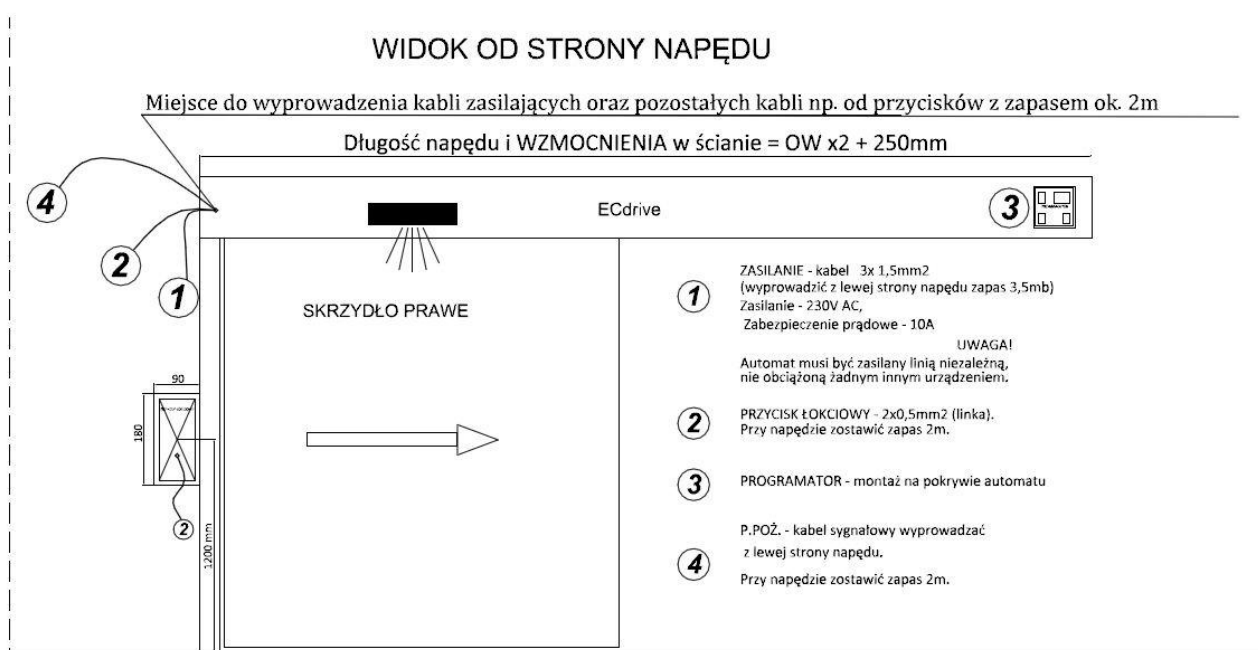 WIDOK OD STRONY NAPĘDU
Miejsce do wyprowadzenia kabli zasilających oraz pozostałych kabli np. od przycisków z zapasem ok. 2m
Długość napędu i WZMOCNIENIA w ścianie = OW x2 + 250mm
4
ECdrive
3
2
1
SKRZYDŁO PRAWE
90
180
2
1200 mm
1
ZASILANIE - kabel 3x 1,5mm2
(wyprowadzić z lewej strony napędu zapas 3,5mb)
Zasilanie - 230V AC,
Zabezpieczenie prądowe - 10A
UWAGA!
Automat musi być zasilany linią niezależną,
nie obciążoną żadnym innym urządzeniem.
2
PRZYCISK ŁOKCIOWY - 2x0,5mm2 (linka).
Przy napędzie zostawić zapas 2m.
3
PROGRAMATOR - montaż na pokrywie automatu
4
P.POŻ. - kabel sygnałowy wyprowadzać
z lewej strony napędu.
Przy napędzie zostawić zapas 2m.